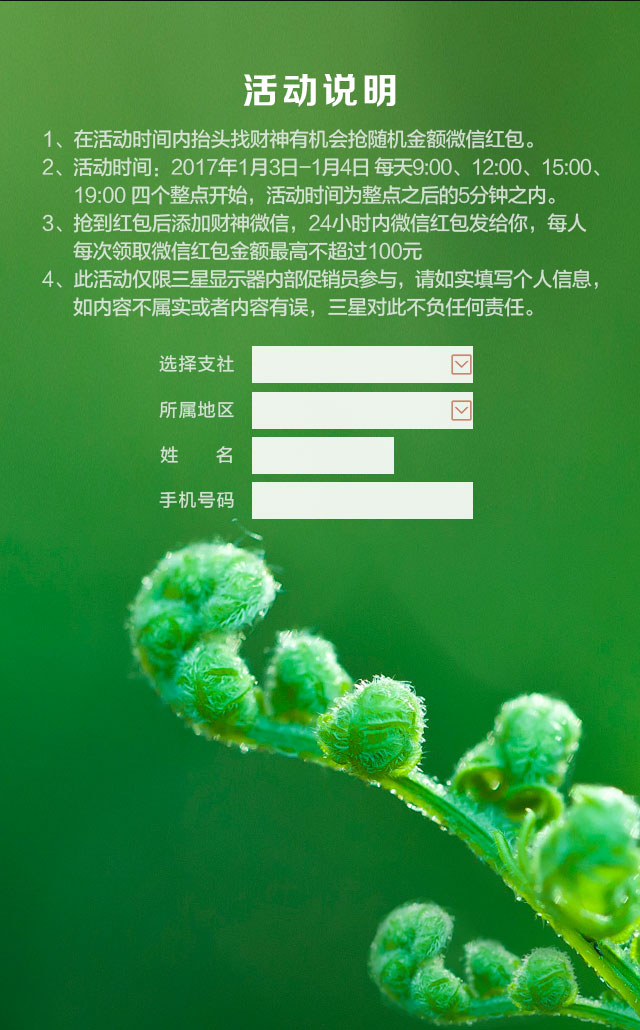 活动说明
1、在活动时间内抬头找财神有机会抢随机金额微信红包。
2、活动时间：2017年1月3日-1月4日 每天9:00、12:00、15:00、
19:00 四个整点开始，活动时间为整点之后的5分钟之内。
3、抢到红包后添加财神微信，24小时内微信红包发给你，每人
每次领取微信红包金额最高不超过100元
4、此活动仅限三星显示器内部促销员参与，请如实填写个人信息，
如内容不属实或者内容有误，三星对此不负任何责任。
选择支社
所属地区
姓 名
手机号码